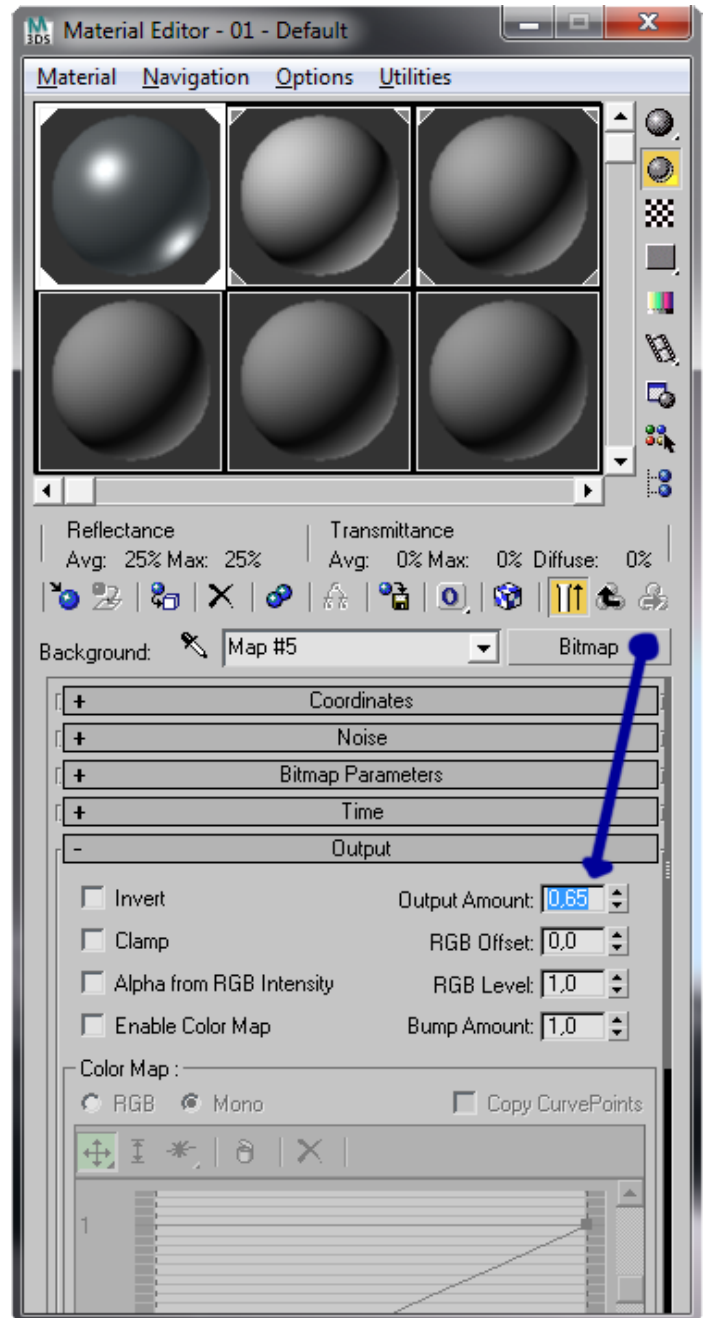 M
3DS
Material Editor - 01 - Default
Material Navigation Options Utilities
Reflectance Transmittance
Avg: 25% Max: 25% Avg: 0% Max: 0% Diffuse: 0%
0
Background: Map #5 Bitmap
+ Coordinates
+ Noise
+ Bitmap Parameters
+ Time
- Output
Invert Output Amount: 0,65
Clamp RGB Offset: 0,0
Alpha from RGB Intensity RGB Level: 1,0
Enable Color Map Bump Amount: 1,0
Color Map :
RGB Mono Copy CurvePoints
1